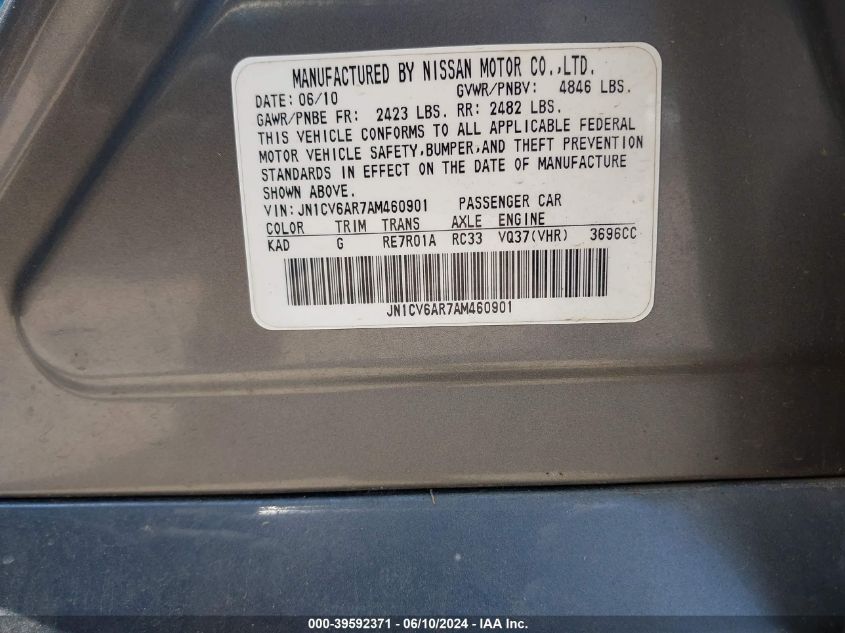 MANUFACTURED BY NISSAN MOTOR CO.,LTD.
DATE: 06/10 GVWR/PNBV: 4846 LBS.
GAWR/PNBE FR: 2423 LBS. RR: 2482 LBS.
THIS VEHICLE CONFORMS TO ALL APPLICABLE FEDERAL
MOTOR VEHICLE SAFETY,BUMPER,AND THEFT PREVENTION
STANDARDS IN EFFECT ON THE DATE OF MANUFACTURE
SHOWN ABOVE.
VIN:JN1CV6AR7AM460901 PASSENGER CAR
COLOR TRIM TRANS AXLE ENGINE
KAD G RE7R01A RC33 VQ37(VHR) 3696CC
JN1CV6AR7AM460901
000-39592371 - 06/10/2024 - IAA Inc.